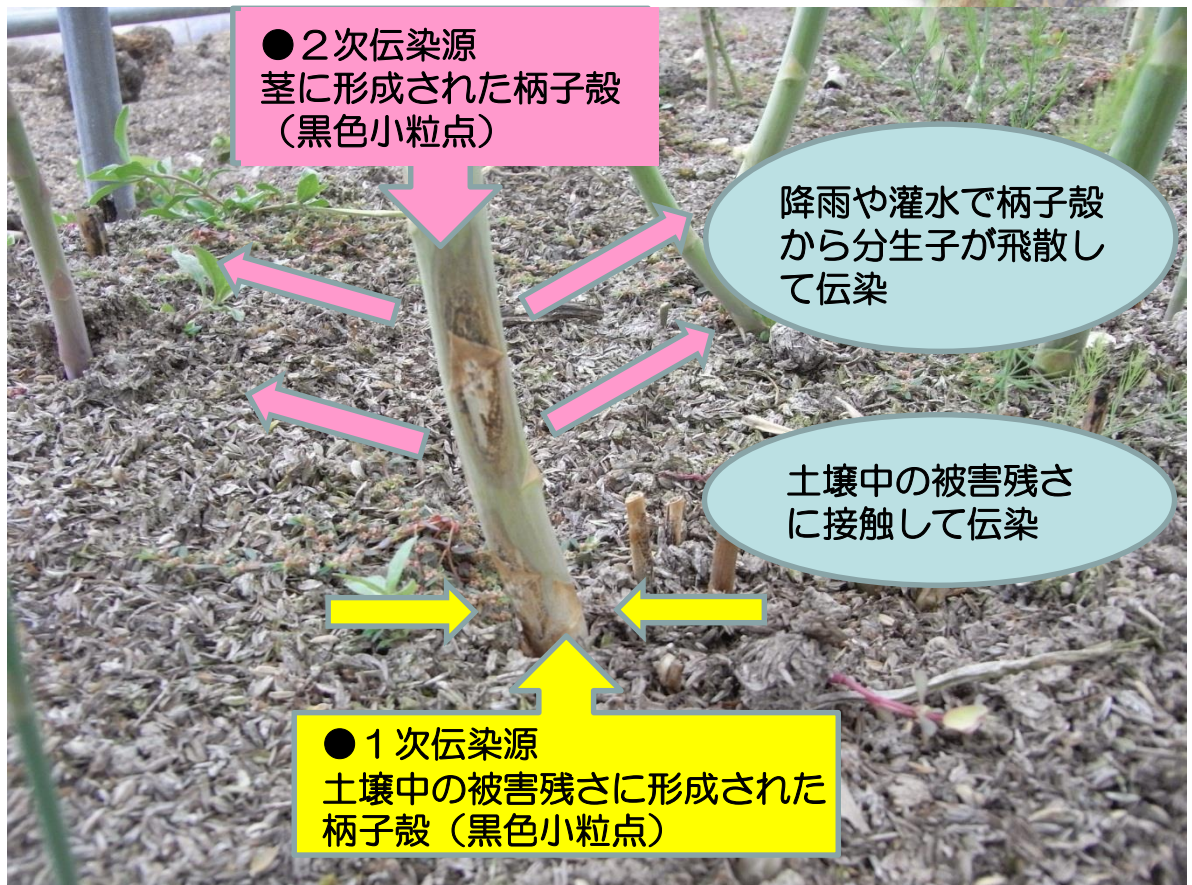 ●２次伝染源
茎に形成された柄子殻
（黒色小粒点）
降雨や灌水で柄子殻
から分生子が飛散し
て伝染
土壌中の被害残さ
に接触して伝染
●１次伝染源
土壌中の被害残さに形成された
柄子殻（黒色小粒点）